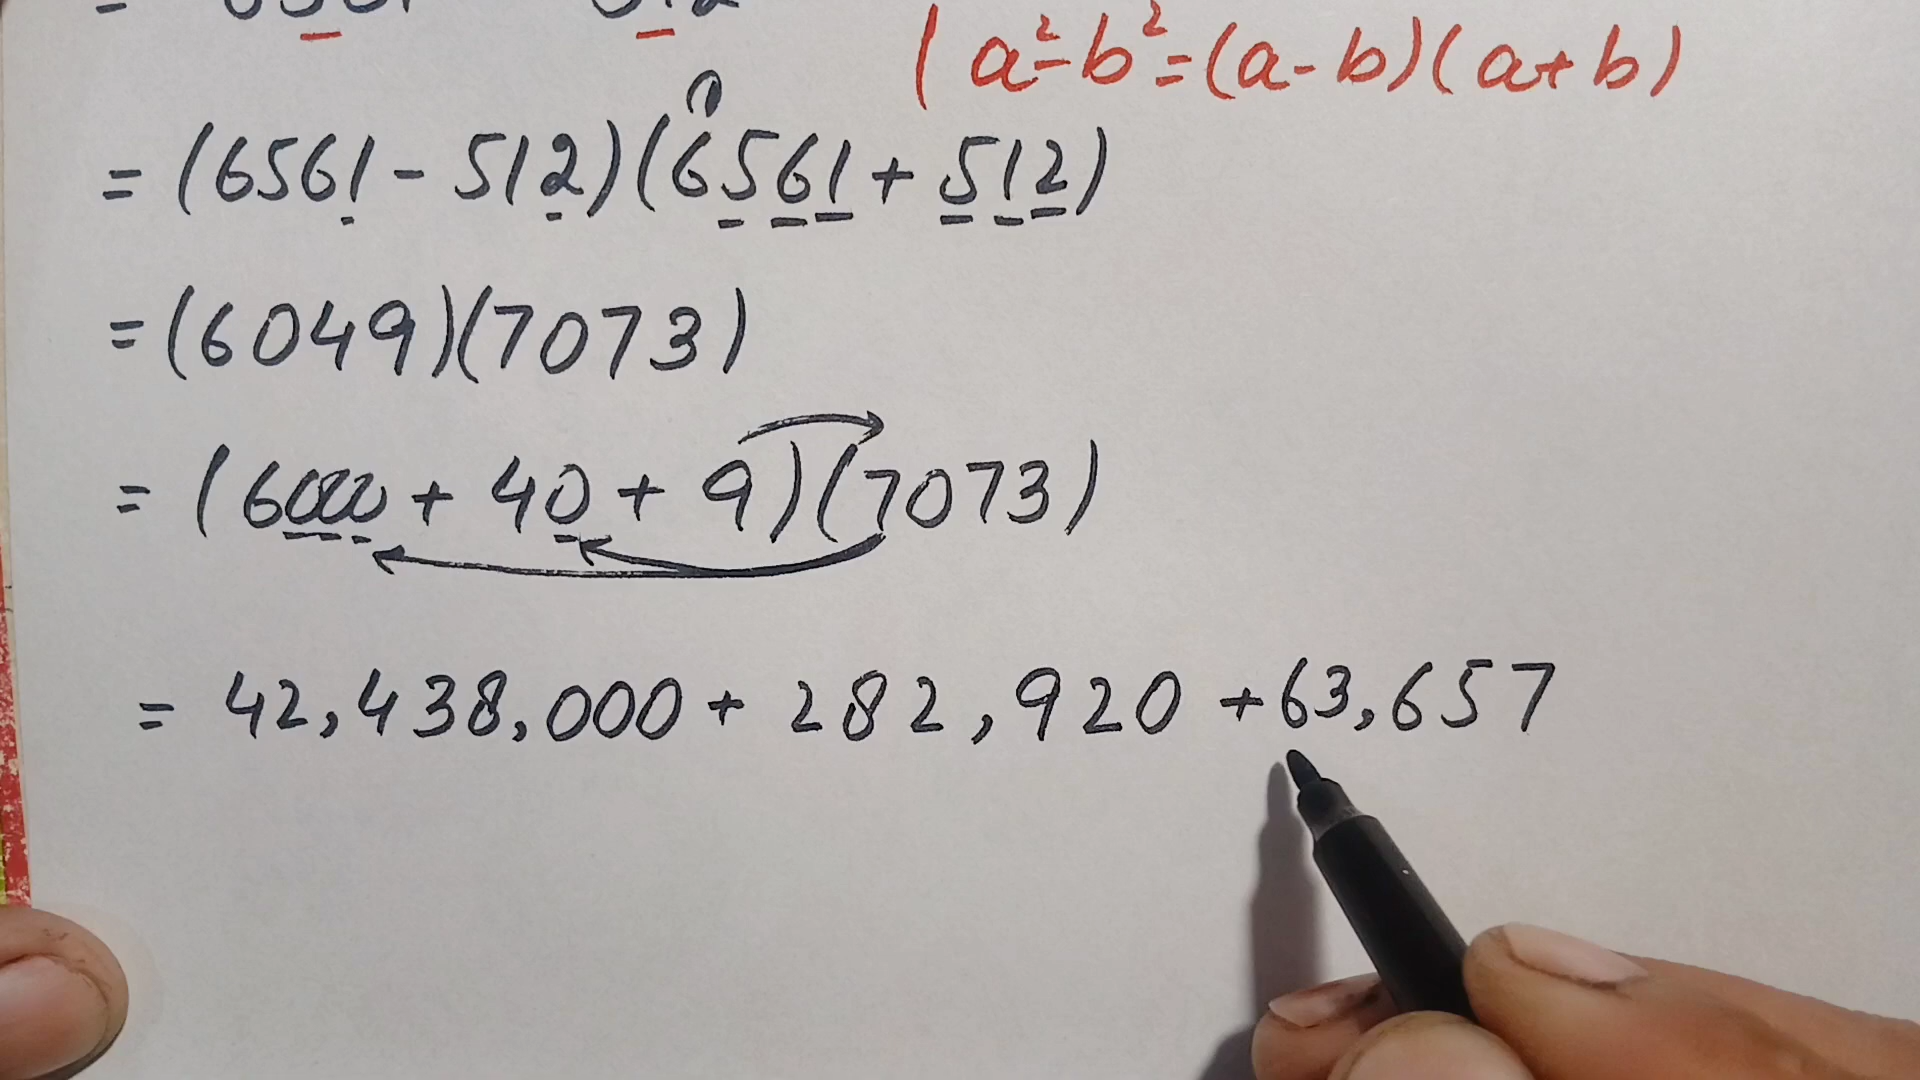 (a²-b²=(a-b)(a+b)
=(6561-512)(6561+512)
=(6049)(7073)
=(6000+40+9)(7073)
= 42,438,000+282,920+63,657